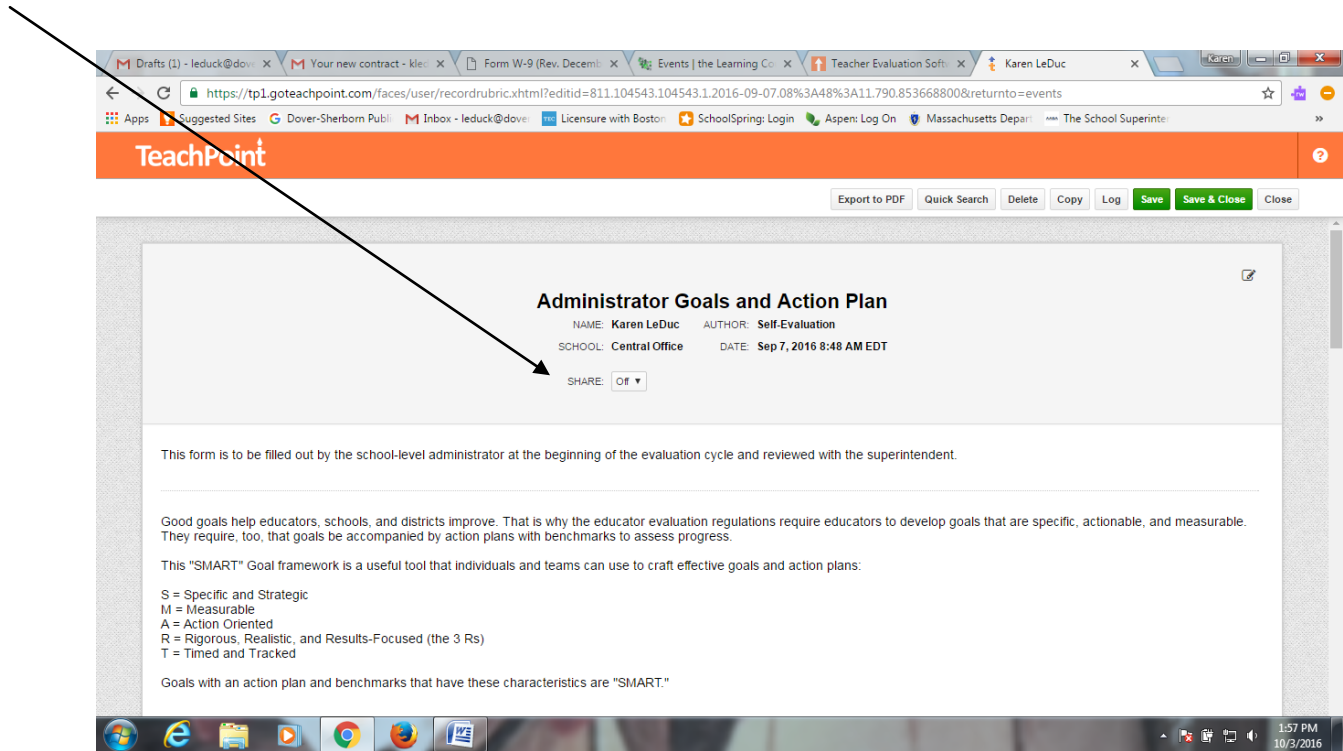 Drafts (1) - leduck@dove
Your new contract - kled
Form W-9 (Rev. Decemb
Events | the Learning Co
Teacher Evaluation Softw
Karen LeDuc
Karen
https://tp1.goteachpoint.com/faces/user/recordrubric.xhtml?editid=811.104543.104543.1.2016-09-07.08%3A48%3A11.790.853668800&returnto=events
Apps
Suggested Sites
Dover-Sherborn Publi
Inbox - leduck@dover
Licensure with Boston
SchoolSpring: Login
Aspen: Log On
Massachusetts Depart
The School Superinte
»
TeachPoint
Export to PDF
Quick Search
Delete
Copy
Log
Save
Save & Close
Close
Administrator Goals and Action Plan
NAME: Karen LeDuc AUTHOR: Self-Evaluation
SCHOOL: Central Office DATE: Sep 7, 2016 8:48 AM EDT
SHARE: Off
This form is to be filled out by the school-level administrator at the beginning of the evaluation cycle and reviewed with the superintendent.
Good goals help educators, schools, and districts improve. That is why the educator evaluation regulations require educators to develop goals that are specific, actionable, and measurable.
They require, too, that goals be accompanied by action plans with benchmarks to assess progress.
This "SMART" Goal framework is a useful tool that individuals and teams can use to craft effective goals and action plans:
S = Specific and Strategic
M = Measurable
A = Action Oriented
R = Rigorous, Realistic, and Results-Focused (the 3 Rs)
T = Timed and Tracked
Goals with an action plan and benchmarks that have these characteristics are "SMART."
1:57 PM
10/3/2016